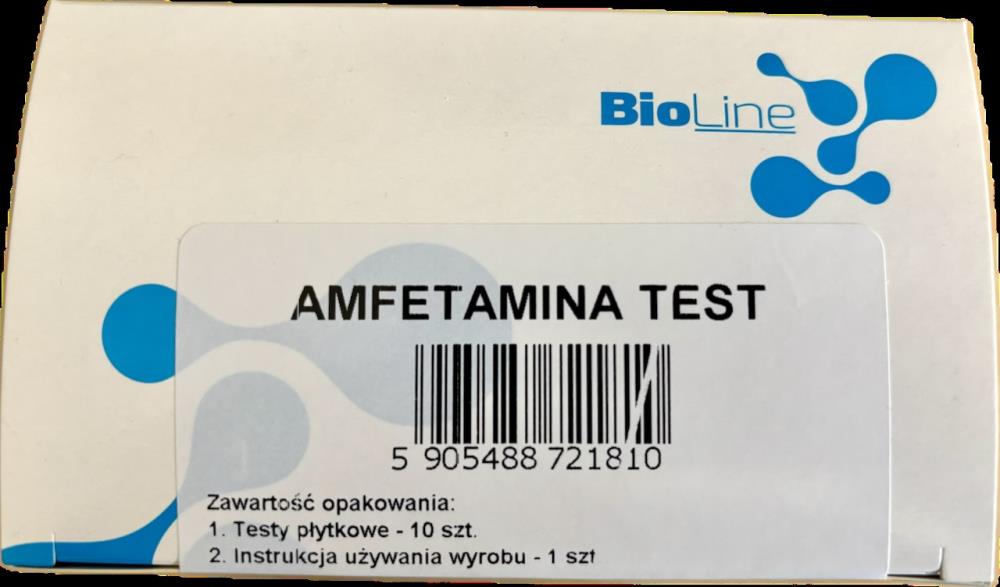 BioLine
AMFETAMINA TEST
5 905488 721810
Zawartość opakowania:
1. Testy płytkowe - 10 szt.
2. Instrukcja używania wyrobu - 1 szt